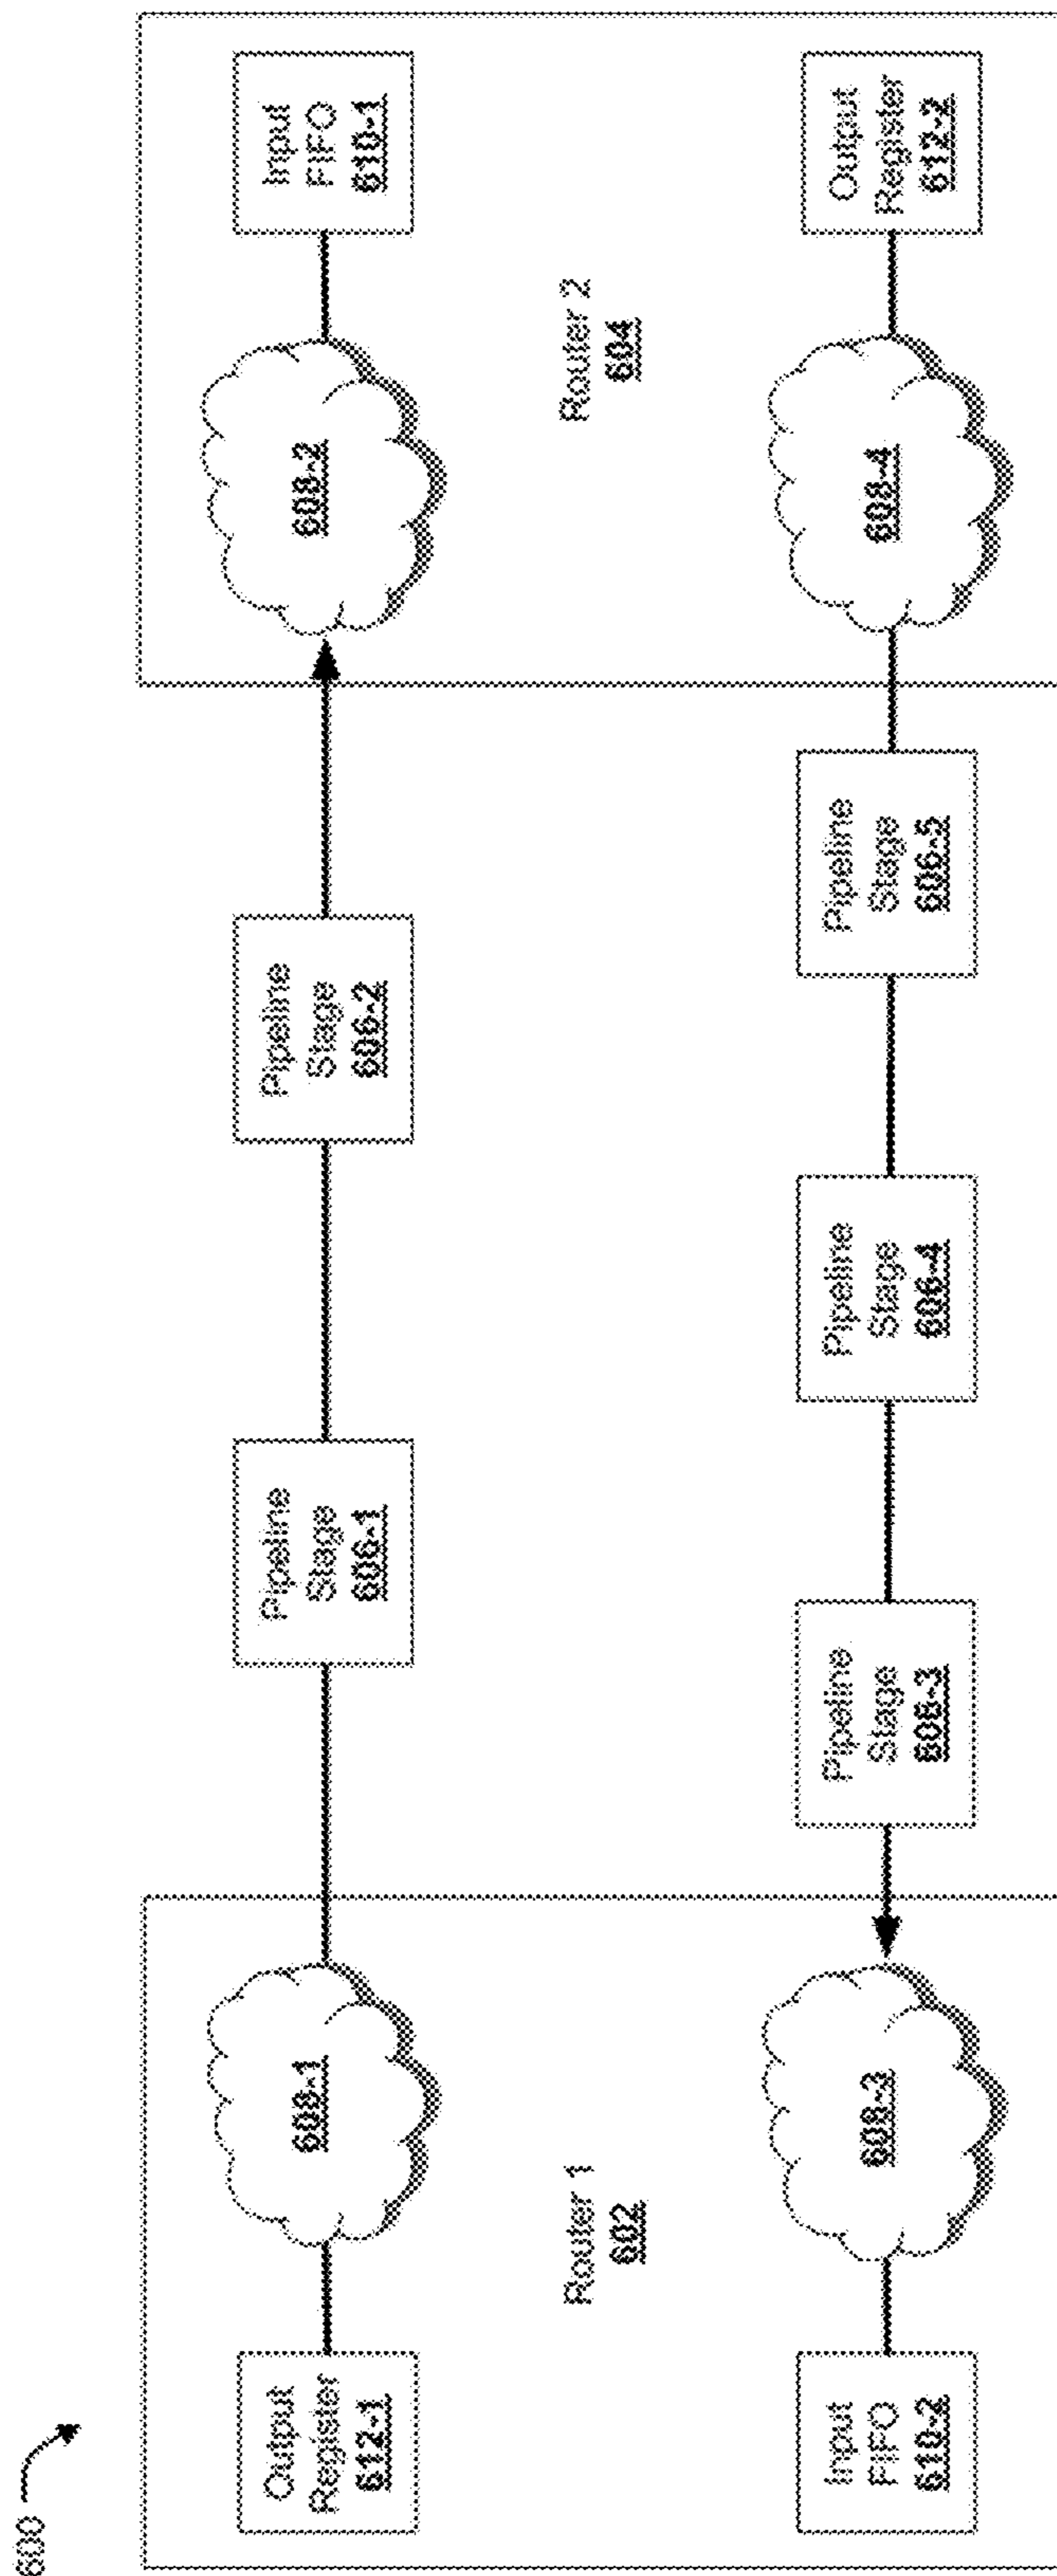 600
Output
Register
612-1
608-1
Pipeline
Stage
606-1
Pipeline
Stage
606-2
608-2
Input
FIFO
610-1
Router 1
602
Router 2
604
Input
FIFO
610-2
608-3
Pipeline
Stage
606-3
Pipeline
Stage
606-4
Pipeline
Stage
606-5
608-4
Output
Register
612-2